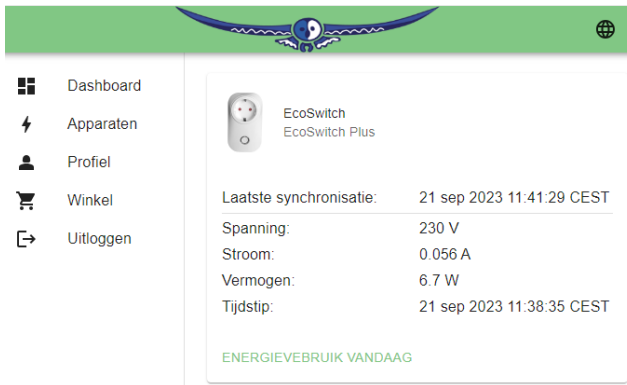 Dashboard
Apparaten
Profiel
Winkel
Uitloggen
EcoSwitch
EcoSwitch Plus
Laatste synchronisatie: 21 sep 2023 11:41:29 CEST
Spanning: 230 V
Stroom: 0.056 A
Vermogen: 6.7 W
Tijdstip: 21 sep 2023 11:38:35 CEST
ENERGIEVEBRUIK VANDAAG